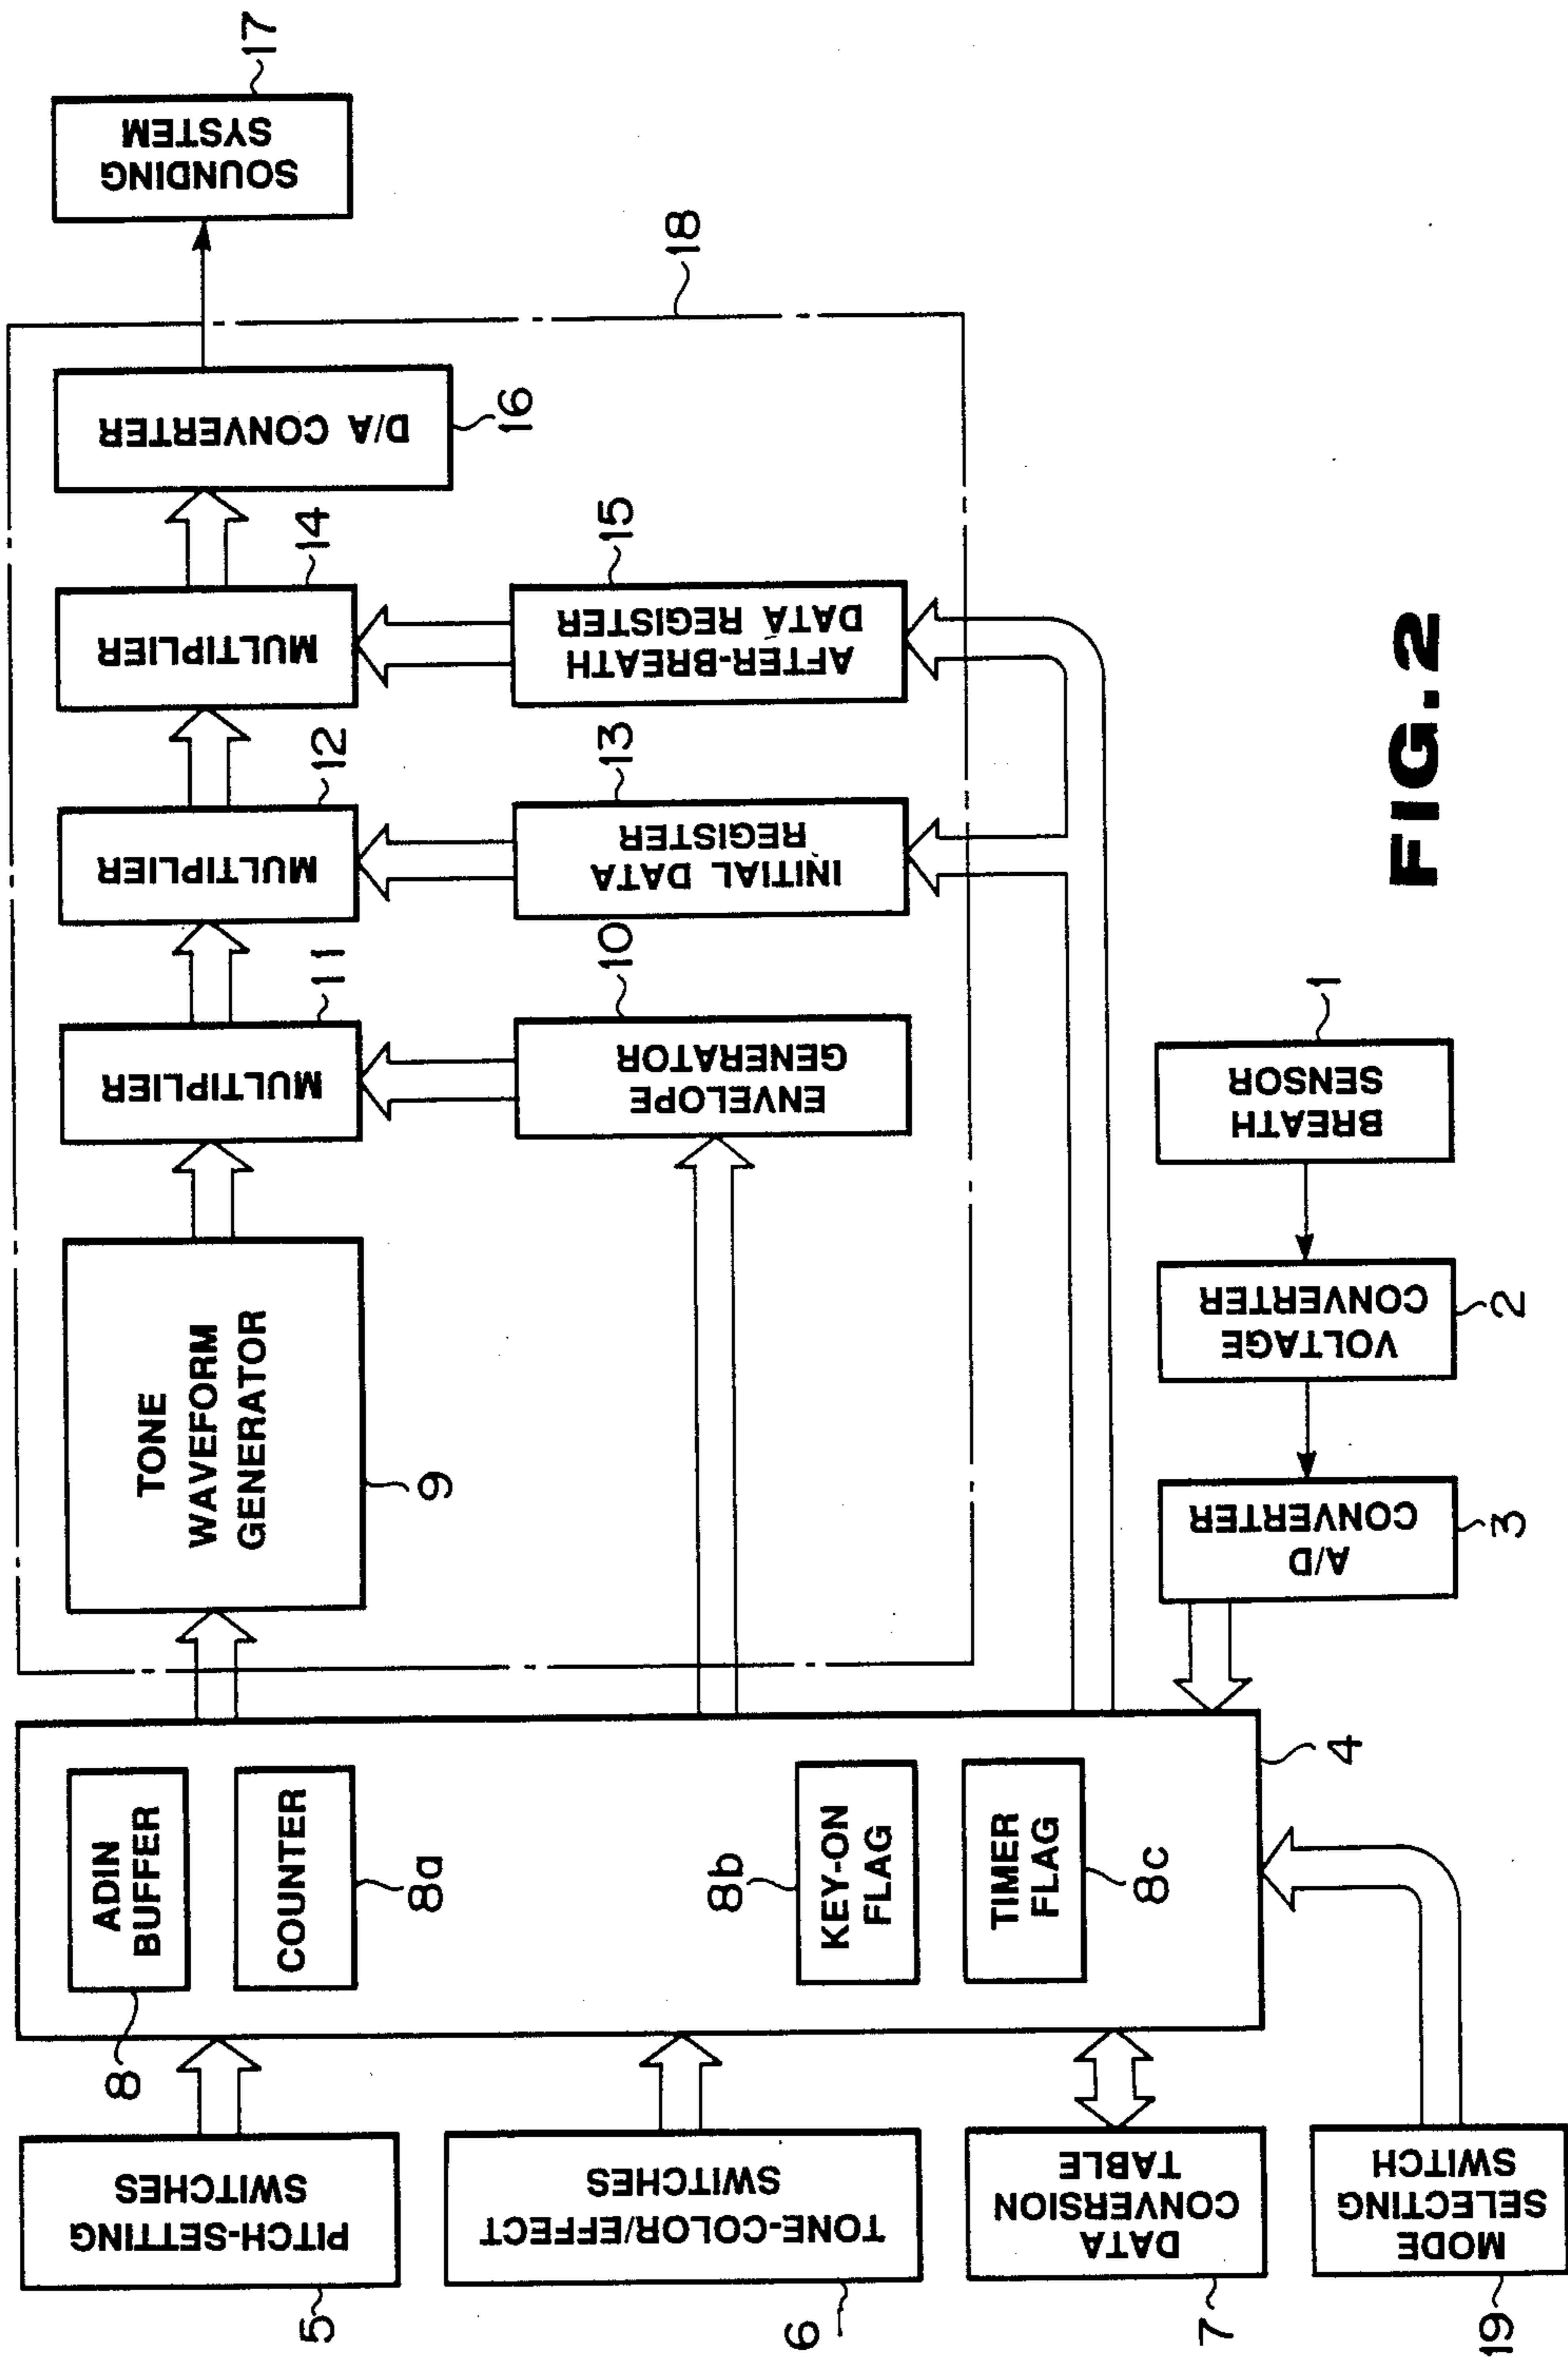 PITCH-SETTING
SWITCHES
5
TONE-COLOR/EFFECT
SWITCHES
6
DATA
CONVERSION
TABLE
7
MODE
SELECTING
SWITCH
19
8
ADIN
BUFFER
COUNTER
8a
8b
KEY-ON
FLAG
TIMER
FLAG
8c
4
TONE
WAVEFORM
GENERATOR
9
MULTIPLIER
11
MULTIPLIER
12
MULTIPLIER
14
D/A CONVERTER
16
SOUNDING
SYSTEM
17
18
ENVELOPE
GENERATOR
10
INITIAL DATA
REGISTER
13
AFTER-BREATH
DATA REGISTER
15
A/D
CONVERTER
3
VOLTAGE
CONVERTER
2
BREATH
SENSOR
1
FIG.2